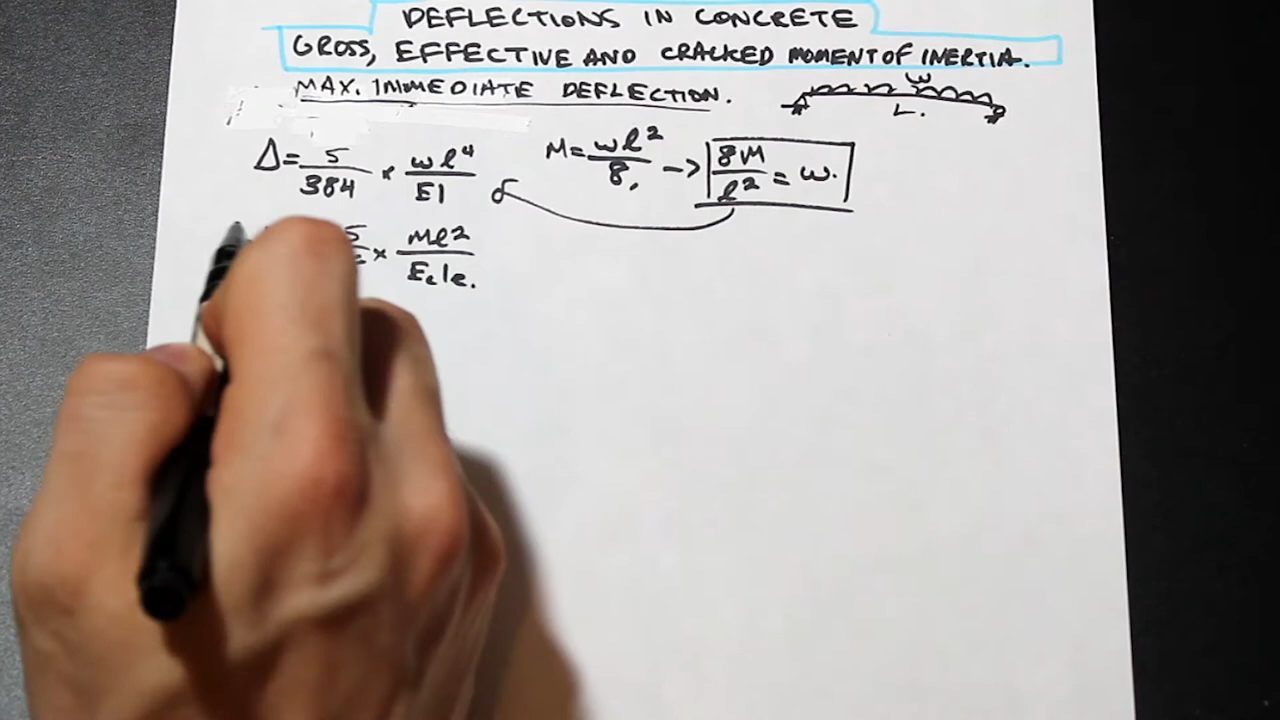 DEFLECTIONS IN CONCRETE
GROSS, EFFECTIVE AND CRACKED MOMENT OF INERTIA.
MAX. IMMEDIATE DEFLECTION.
w
L.
Δ = 5/384 × wl⁴/EI
M = wl²/8, → 8M/l² = w.
5 × Ml²/EcIe.